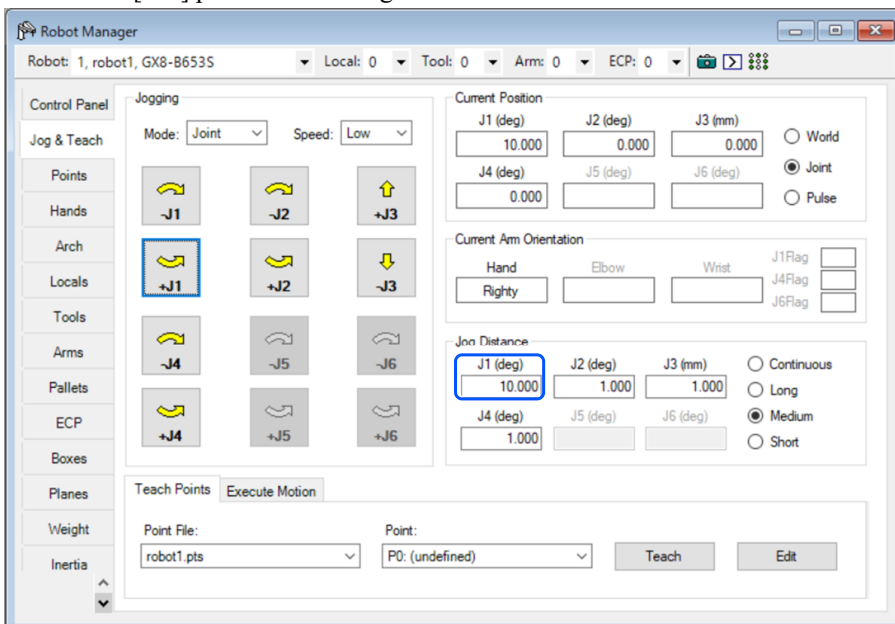 Robot Manager
Robot: 1, robot1, GX8-B653S Local: 0 Tool: 0 Arm: 0 ECP: 0
Control Panel
Jog & Teach
Points
Hands
Arch
Locals
Tools
Arms
Pallets
ECP
Boxes
Planes
Weight
Inertia
Jogging
Mode: Joint Speed: Low
-J1 -J2 +J3
+J1 +J2 -J3
-J4 -J5 -J6
+J4 +J5 +J6
Current Position
J1 (deg) J2 (deg) J3 (mm)
10.000 0.000 0.000
J4 (deg) J5 (deg) J6 (deg)
0.000
World
Joint
Pulse
Current Arm Orientation
Hand Elbow Wrist
Righty
J1Flag
J4Flag
J6Flag
Jog Distance
J1 (deg) J2 (deg) J3 (mm)
10.000 1.000 1.000
J4 (deg) J5 (deg) J6 (deg)
1.000
Continuous
Long
Medium
Short
Teach Points Execute Motion
Point File: Point:
robot1.pts P0: (undefined) Teach Edit